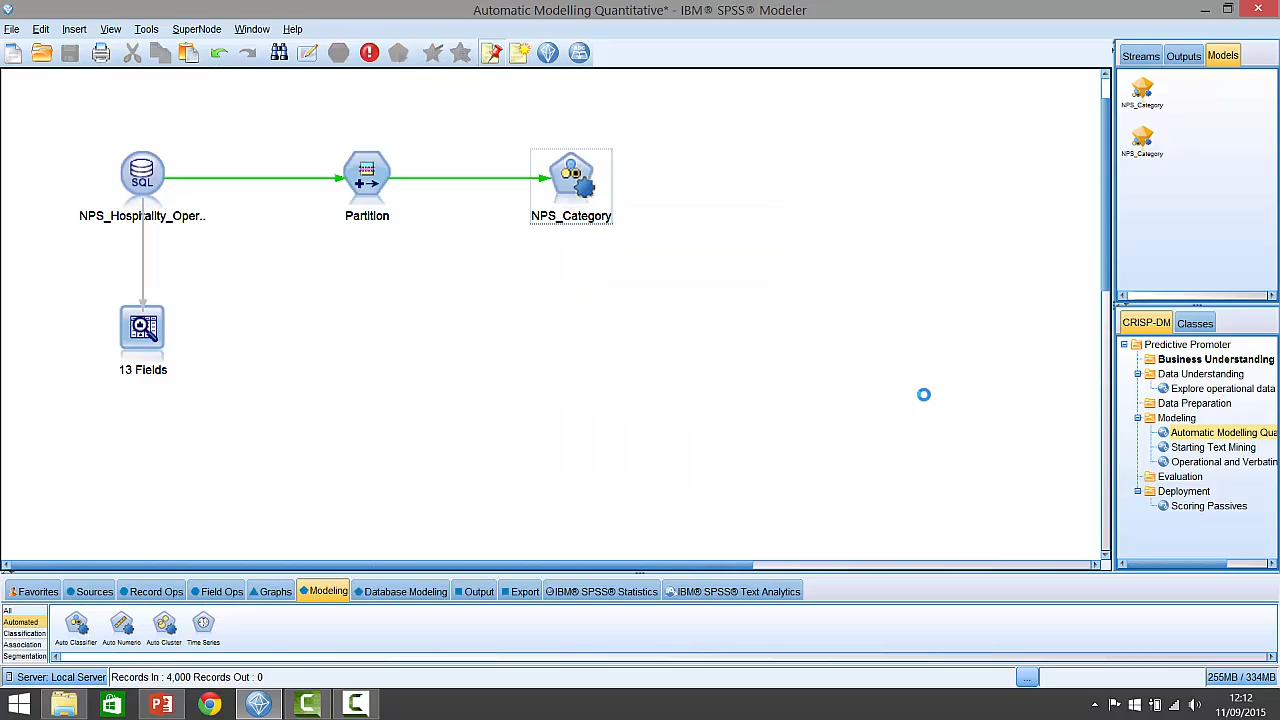 Automatic Modelling Quantitative* - IBM® SPSS® Modeler
File Edit Insert View Tools SuperNode Window Help
Streams Outputs Models
NPS_Category
NPS_Category
SQL
NPS_Hospitality_Oper..
Partition
NPS_Category
13 Fields
CRISP-DM Classes
Predictive Promoter
Business Understanding
Data Understanding
Explore operational data
Data Preparation
Modeling
Automatic Modelling Qua
Starting Text Mining
Operational and Verbatin
Evaluation
Deployment
Scoring Passives
Favorites Sources Record Ops Field Ops Graphs Modeling Database Modeling Output Export IBM® SPSS® Statistics IBM® SPSS® Text Analytics
All
Automated
Classification
Association
Segmentation
Auto Classifier Auto Numeric Auto Cluster Time Series
Server: Local Server Records In : 4,000 Records Out : 0 ... 255MB / 334MB
12:12
11/09/2015